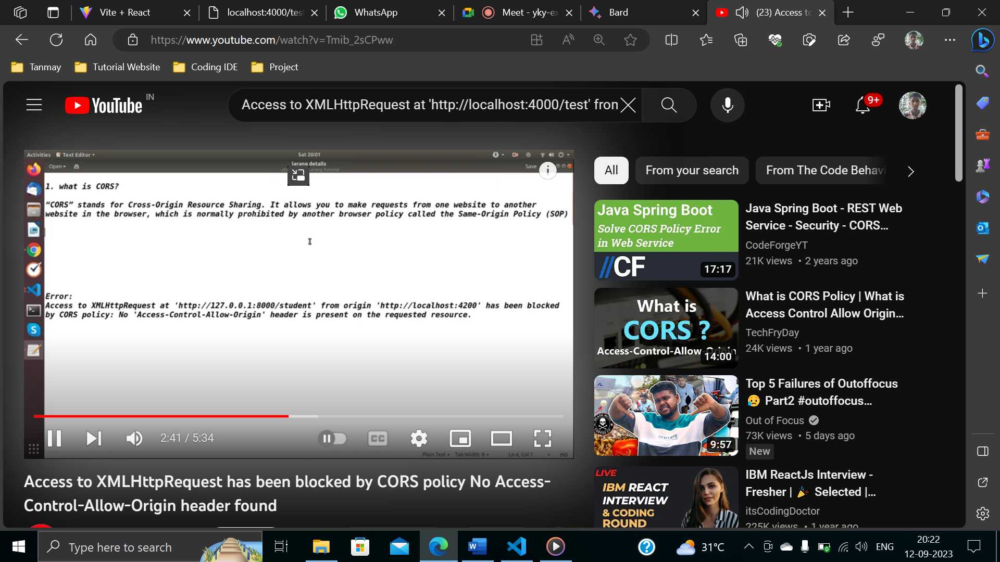 Vite + React
localhost:4000/tes
WhatsApp
Meet - yky-ex
Bard
(23) Access to
https://www.youtube.com/watch?v=Tmib_2sCPww
Tanmay
Tutorial Website
Coding IDE
Project
YouTube IN
Access to XMLHttpRequest at 'http://localhost:4000/test' fron
9+
Activities Text Editor
Sat 20:01
Open
larang details
Larang Tutorial
Save
1. what is CORS?
“CORS” stands for Cross-Origin Resource Sharing. It allows you to make requests from one website to another
website in the browser, which is normally prohibited by another browser policy called the Same-Origin Policy (SOP)
Error:
Access to XMLHttpRequest at 'http://127.0.0.1:8000/student' from origin 'http://localhost:4200' has been blocked
by CORS policy: No 'Access-Control-Allow-Origin' header is present on the requested resource.
2:41 / 5:34
CC
Plain Text Tab Width: 8 Ln 6, Col 1 INS
Access to XMLHttpRequest has been blocked by CORS policy No Access-
Control-Allow-Origin header found
All
From your search
From The Code Behavi
Java Spring Boot
Solve CORS Policy Error
in Web Service
//CF
17:17
Java Spring Boot - REST Web
Service - Security - CORS...
CodeForgeYT
21K views • 2 years ago
What is
CORS ?
Access-Control-Allow-Origin
14:00
What is CORS Policy | What is
Access Control Allow Origin...
TechFryDay
24K views • 1 year ago
DEATH WISH
COFFEE CO
REDTAPE
9:57
Top 5 Failures of Outoffocus
😥 Part2 #outoffocus...
Out of Focus
73K views • 5 days ago
New
LIVE
IBM REACT
INTERVIEW
& CODING
ROUND
IBM ReactJs Interview -
Fresher | 🎉 Selected |...
itsCodingDoctor
225K views • 1 year ago
Type here to search
31°C
ENG
20:22
12-09-2023